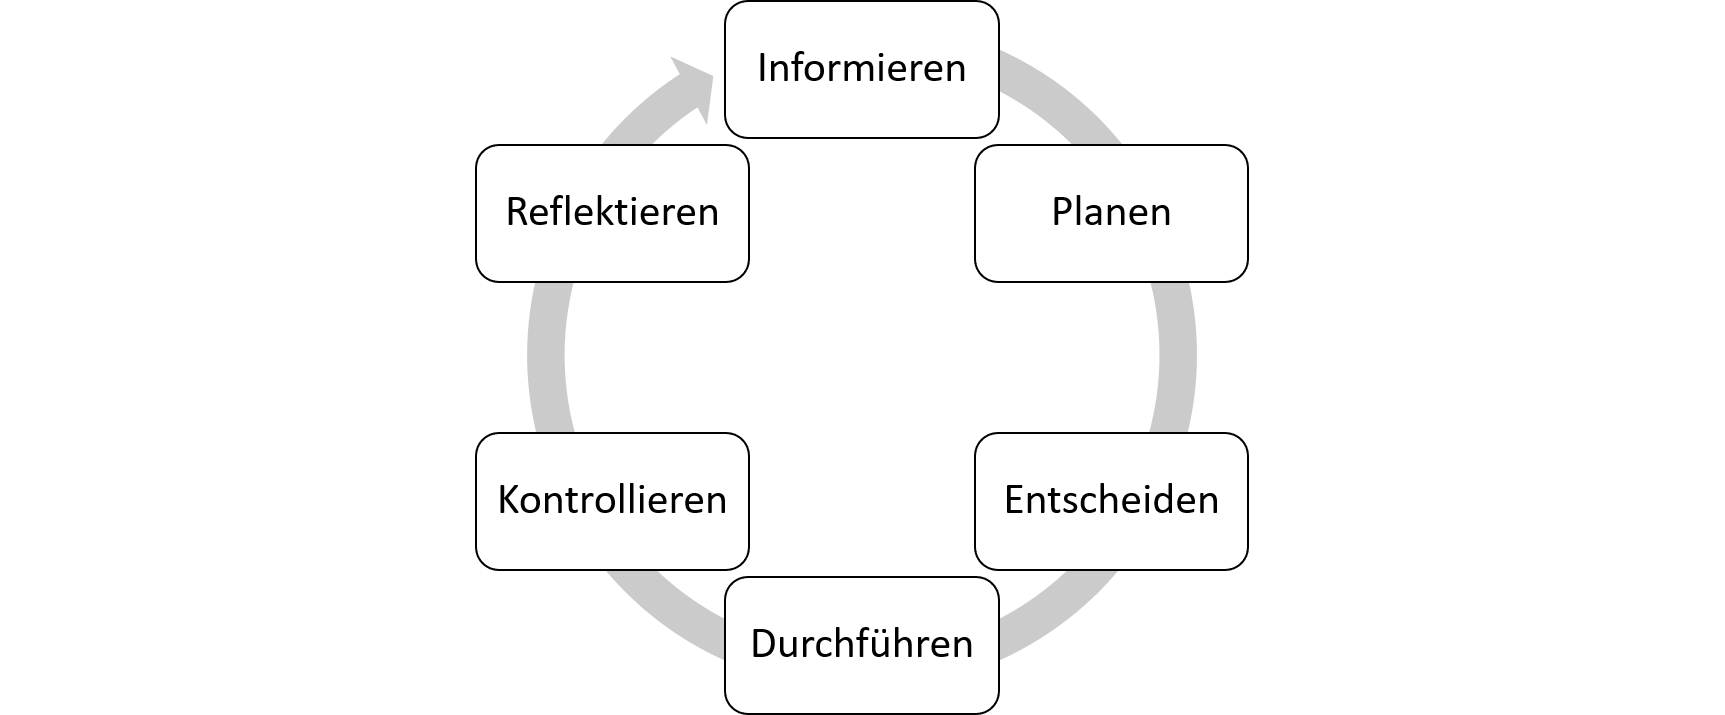 Informieren
Planen
Entscheiden
Durchführen
Kontrollieren
Reflektieren